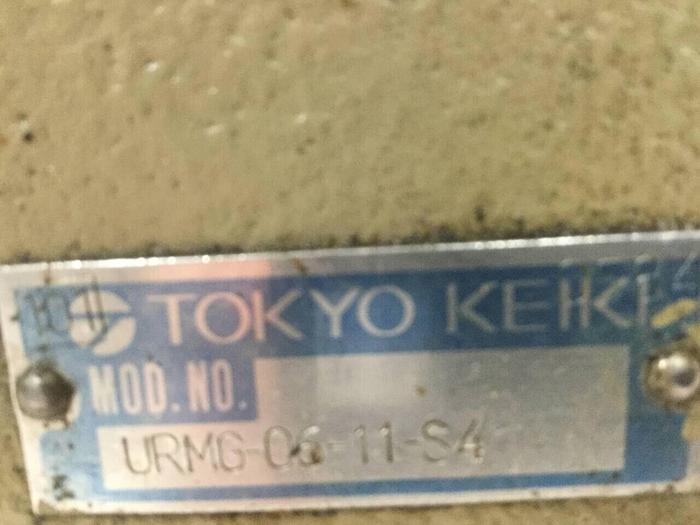 TOKYO KEIKI
MOD. NO.
URMG-06-11-S4